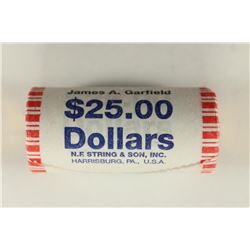 James A. Garfield
$25.00
Dollars
N.F. STRING & SON, INC.
HARRISBURG, PA., U.S.A.